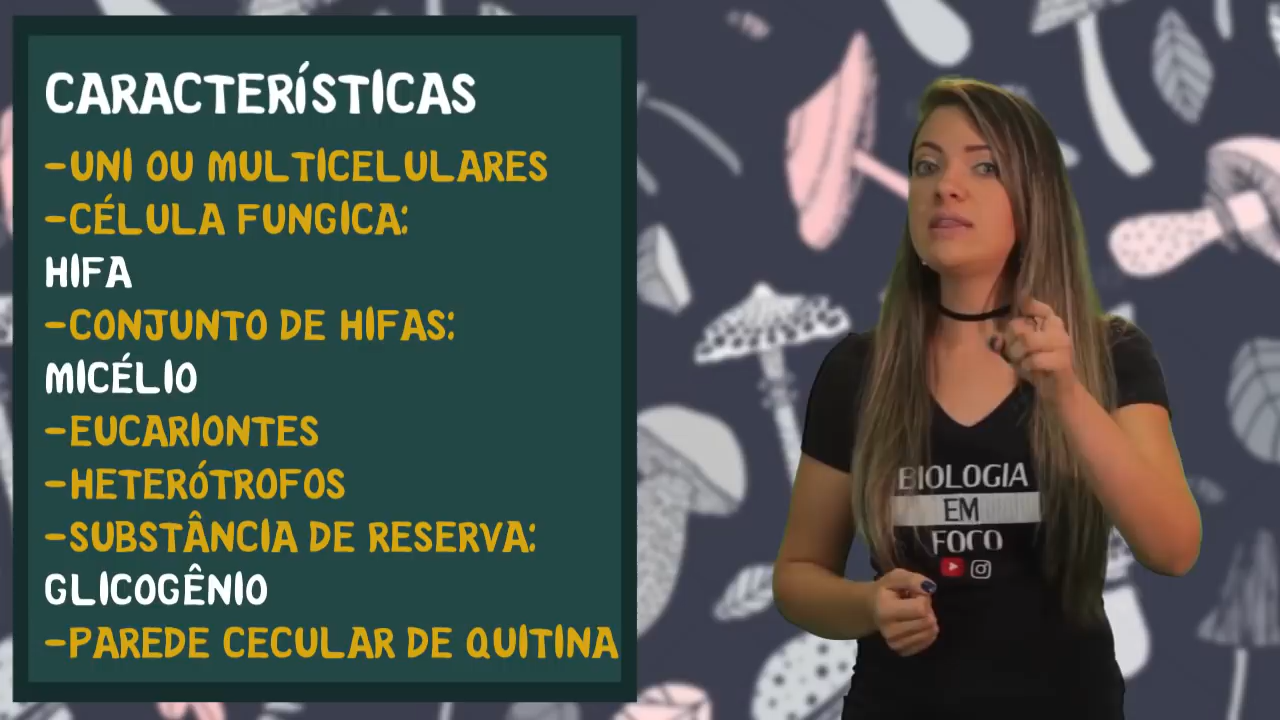 CARACTERÍSTICAS
-UNI OU MULTICELULARES
-CÉLULA FUNGICA:
HIFA
-CONJUNTO DE HIFAS:
MICÉLIO
-EUCARIONTES
-HETERÓTROFOS
-SUBSTÂNCIA DE RESERVA:
GLICOGÊNIO
-PAREDE CECULAR DE QUITINA
BIOLOGIA
EM
FOCO